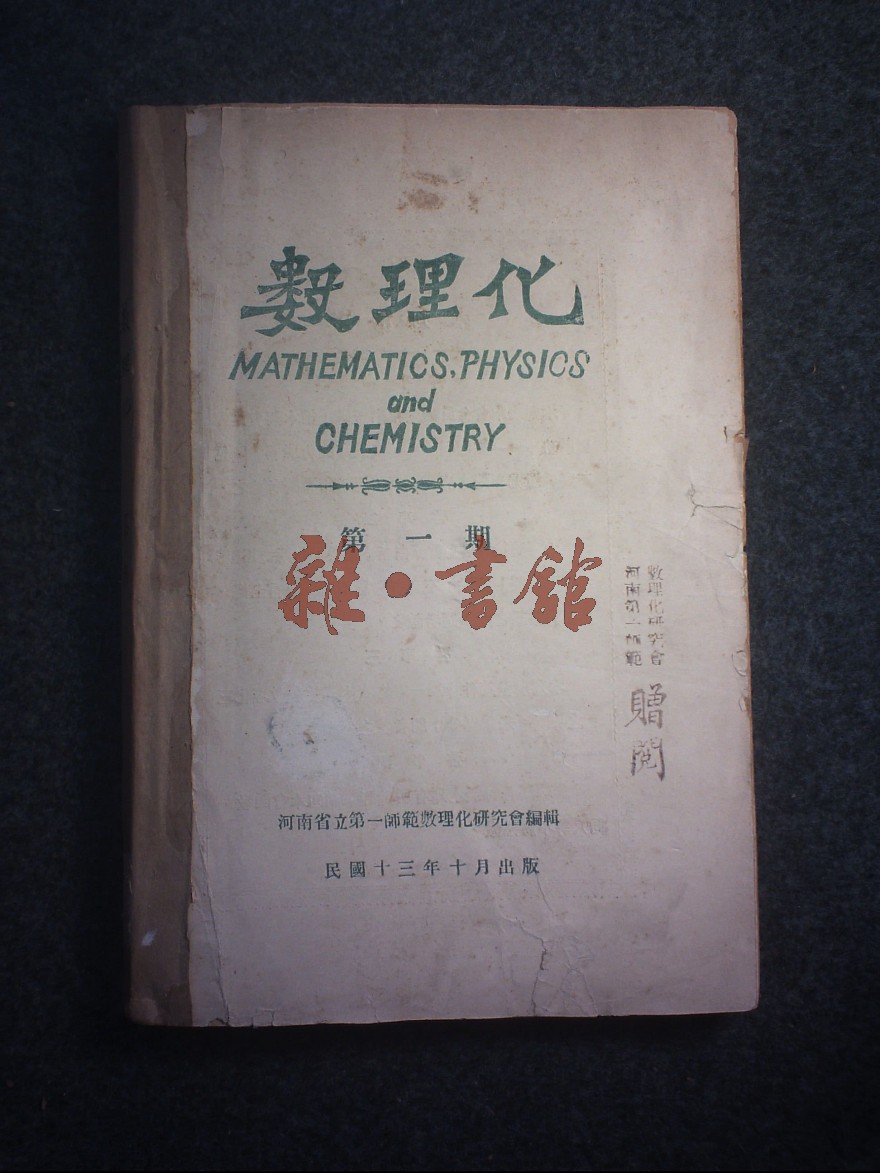 數理化
MATHEMATICS, PHYSICS
and
CHEMISTRY
第一期
雜•書館
數理化研究會
河南第一師範
贈閱
河南省立第一師範數理化研究會編輯
民國十三年十月出版